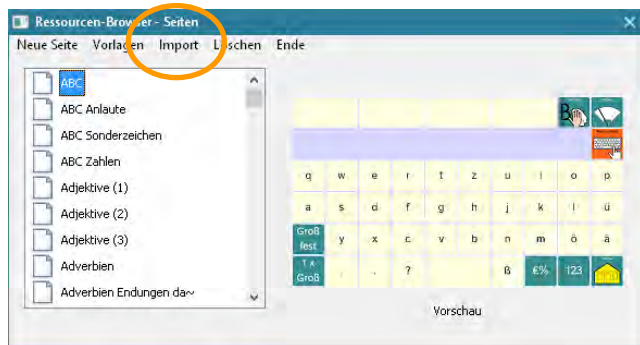 Ressourcen-Browser - Seiten
Neue Seite Vorlagen Import Löschen Ende
ABC
ABC Anlaute
ABC Sonderzeichen
ABC Zahlen
Adjektive (1)
Adjektive (2)
Adjektive (3)
Adverbien
Adverbien Endungen da~
q w e r t z u i o p
a s d f g h j k l ü
Groß fest y x c v b n m ö ä
1 x Groß , . ? ß €% 123
Vorschau